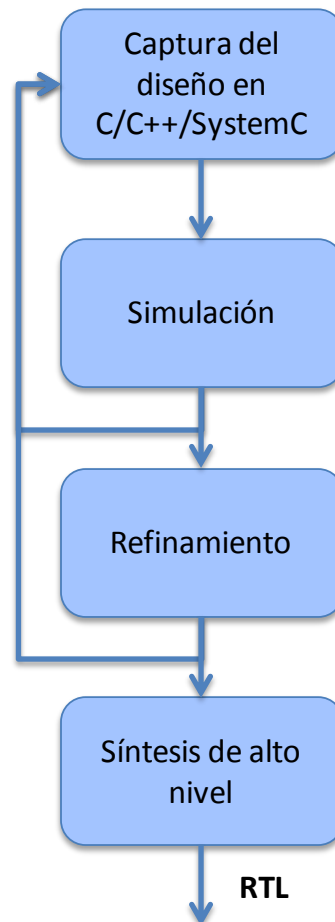 Captura del
diseño en
C/C++/SystemC
Simulación
Refinamiento
Síntesis de alto
nivel
RTL